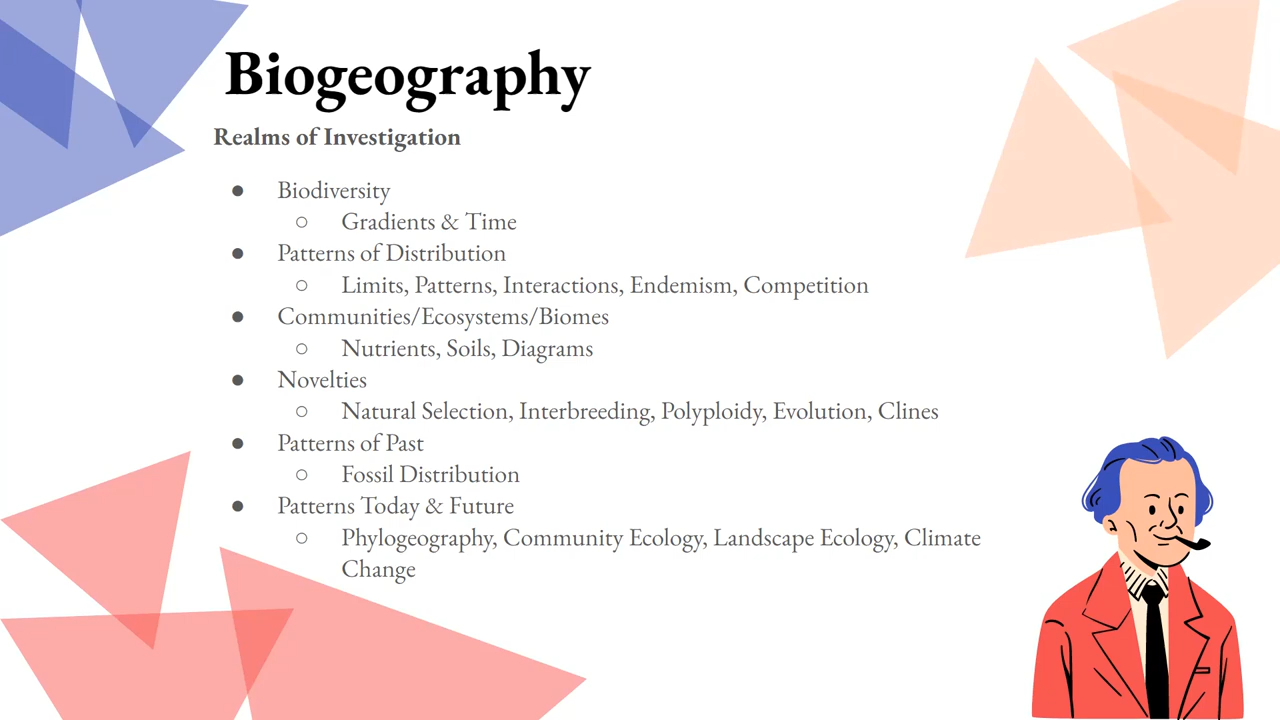 Biogeography
Realms of Investigation
● Biodiversity
○ Gradients & Time
● Patterns of Distribution
○ Limits, Patterns, Interactions, Endemism, Competition
● Communities/Ecosystems/Biomes
○ Nutrients, Soils, Diagrams
● Novelties
○ Natural Selection, Interbreeding, Polyploidy, Evolution, Clines
● Patterns of Past
○ Fossil Distribution
● Patterns Today & Future
○ Phylogeography, Community Ecology, Landscape Ecology, Climate
Change